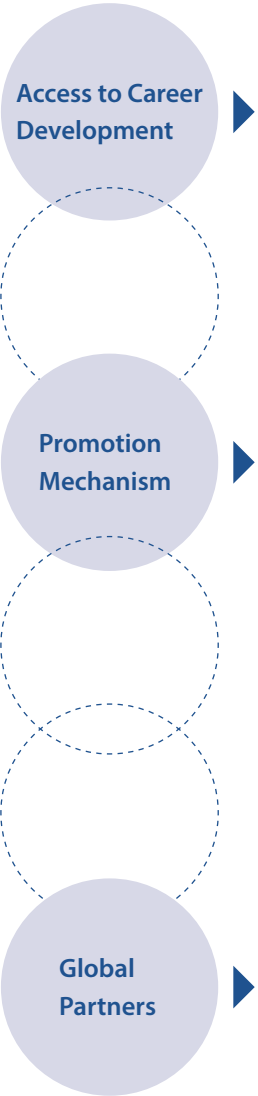 Access to Career
Development
Promotion
Mechanism
Global
Partners